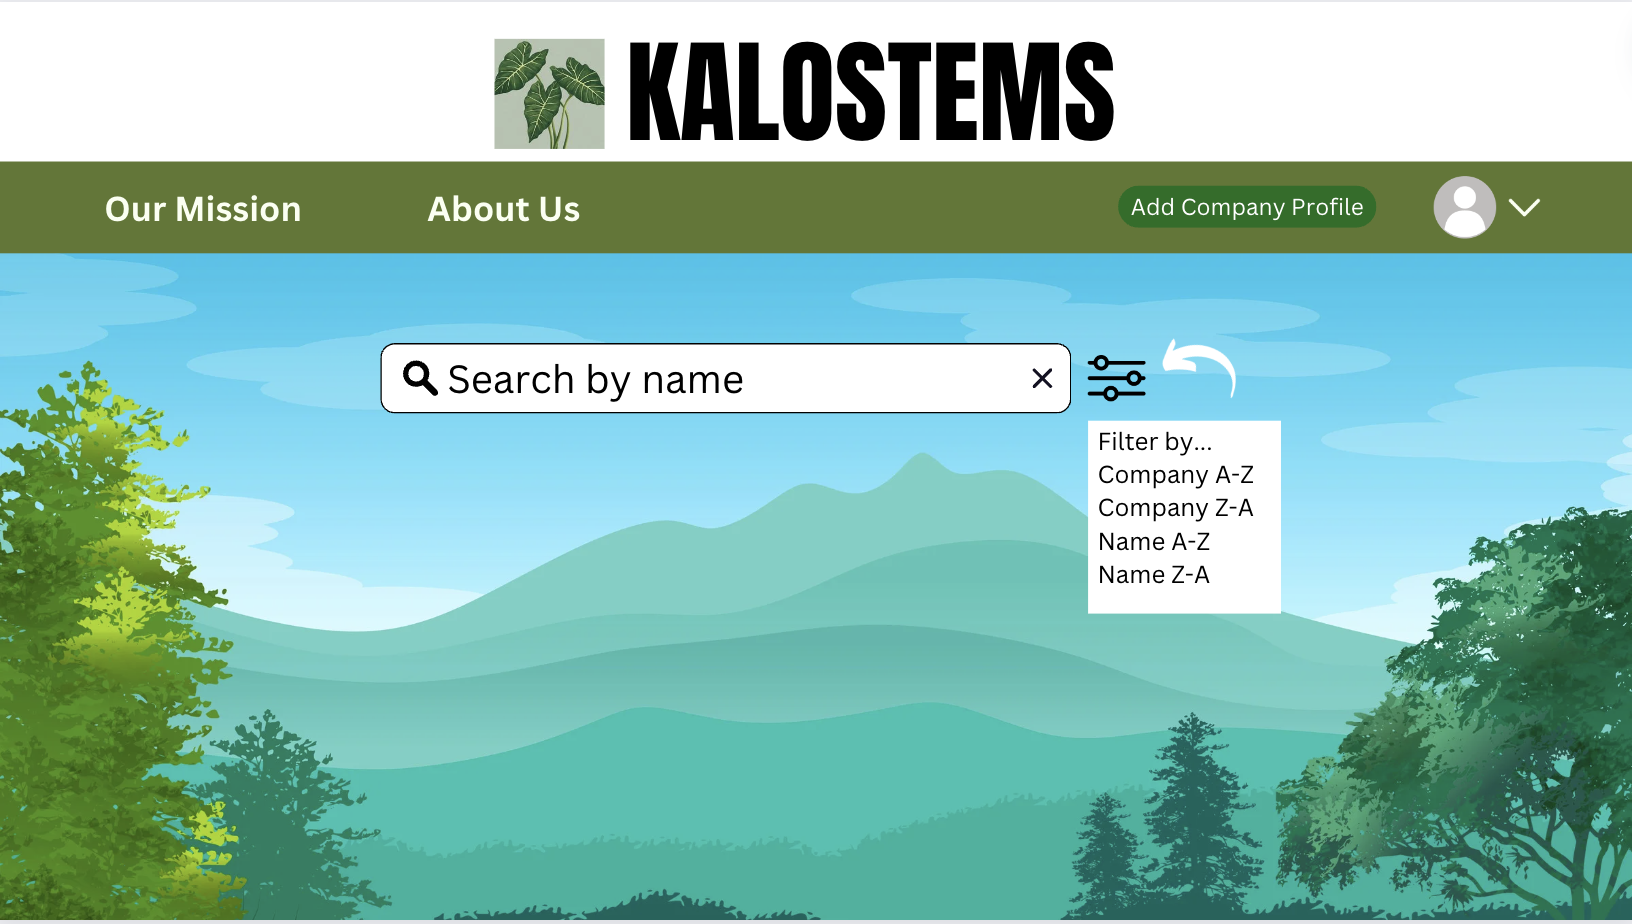 KALOSTEMS
Our Mission
About Us
Add Company Profile
Search by name
Filter by...
Company A-Z
Company Z-A
Name A-Z
Name Z-A